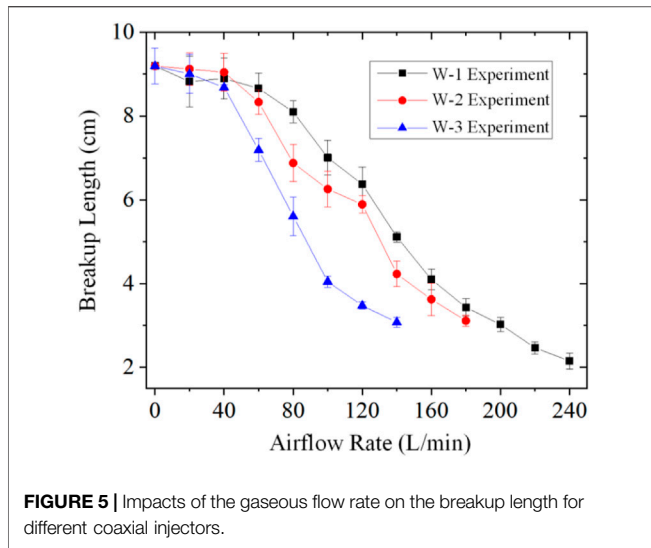 10
8
6
4
2
Breakup Length (cm)
W-1 Experiment
W-2 Experiment
W-3 Experiment
0 40 80 120 160 200 240
Airflow Rate (L/min)
FIGURE 5 | Impacts of the gaseous flow rate on the breakup length for
different coaxial injectors.